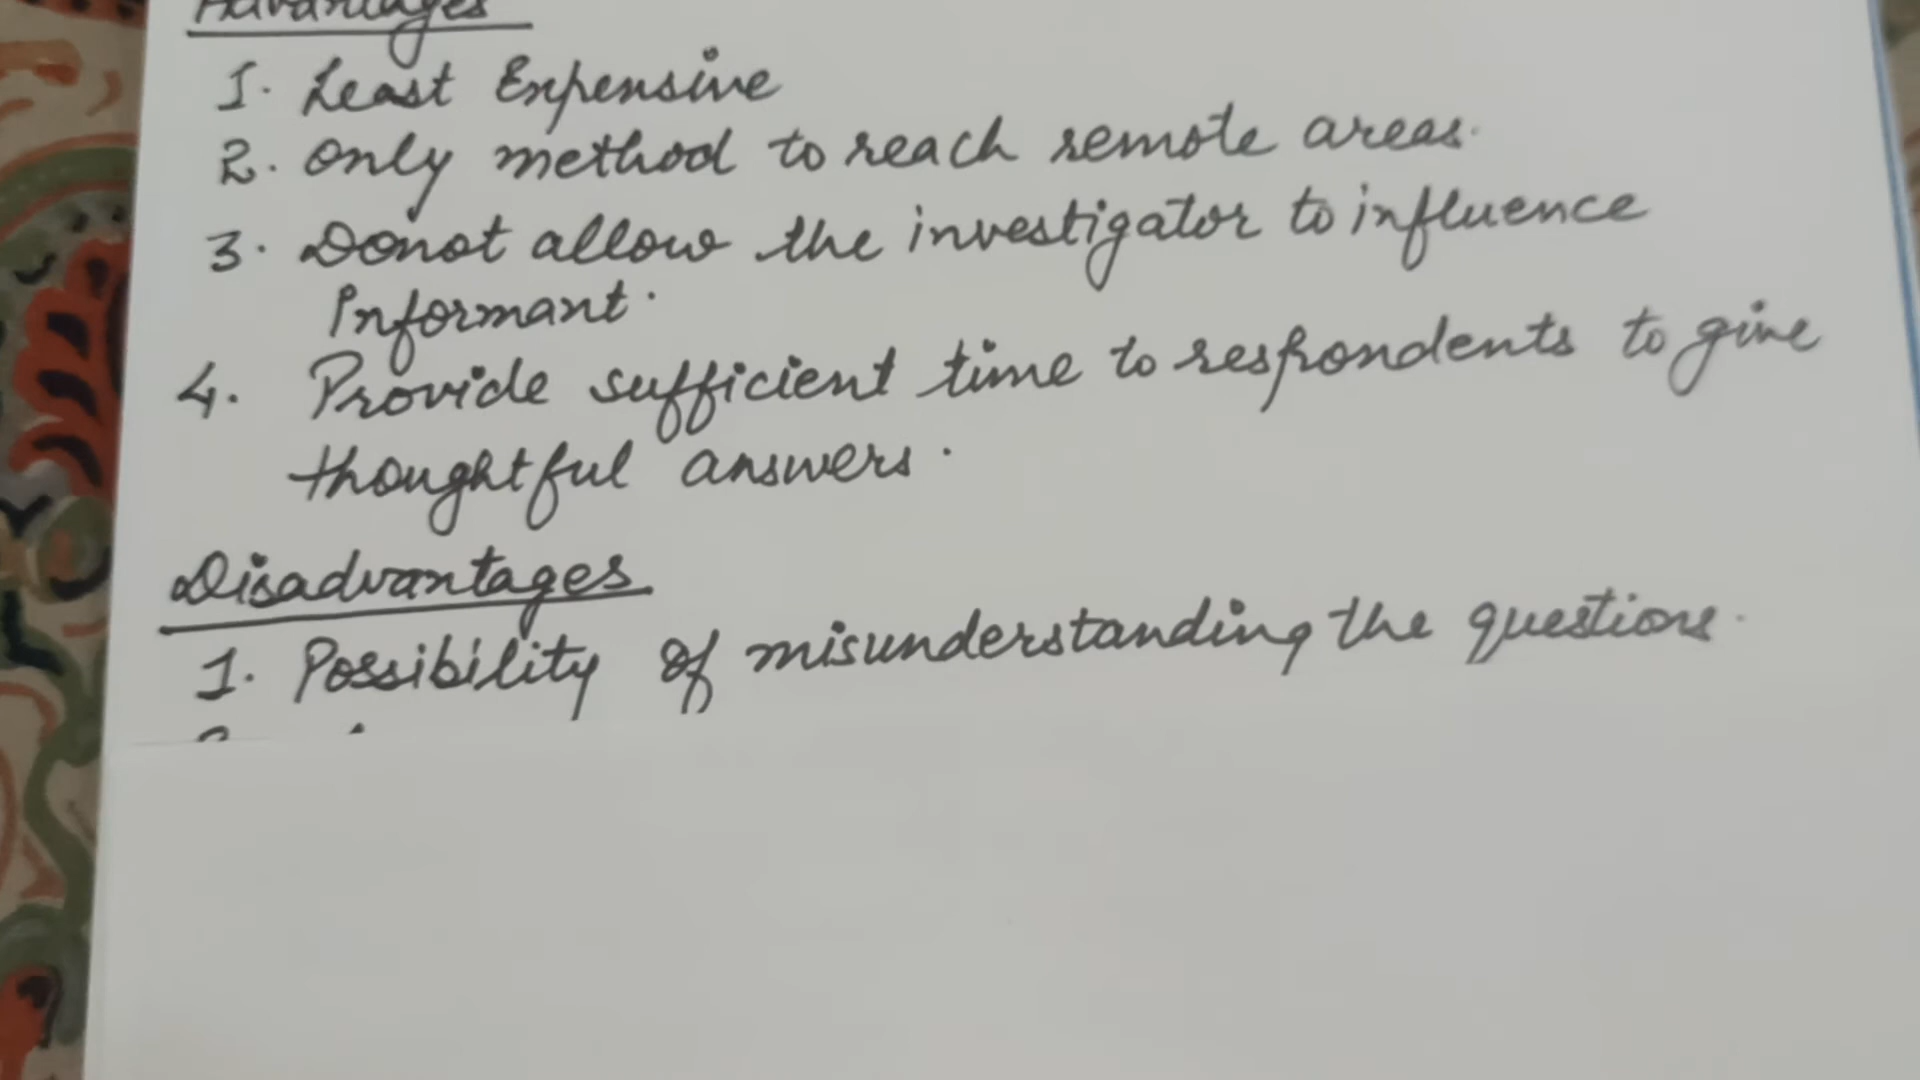 Advantages
1. Least Expensive
2. Only method to reach remote areas.
3. Donot allow the investigator to influence
Informant.
4. Provide sufficient time to respondents to give
thoughtful answers.
Disadvantages
1. Possibility of misunderstanding the questions.